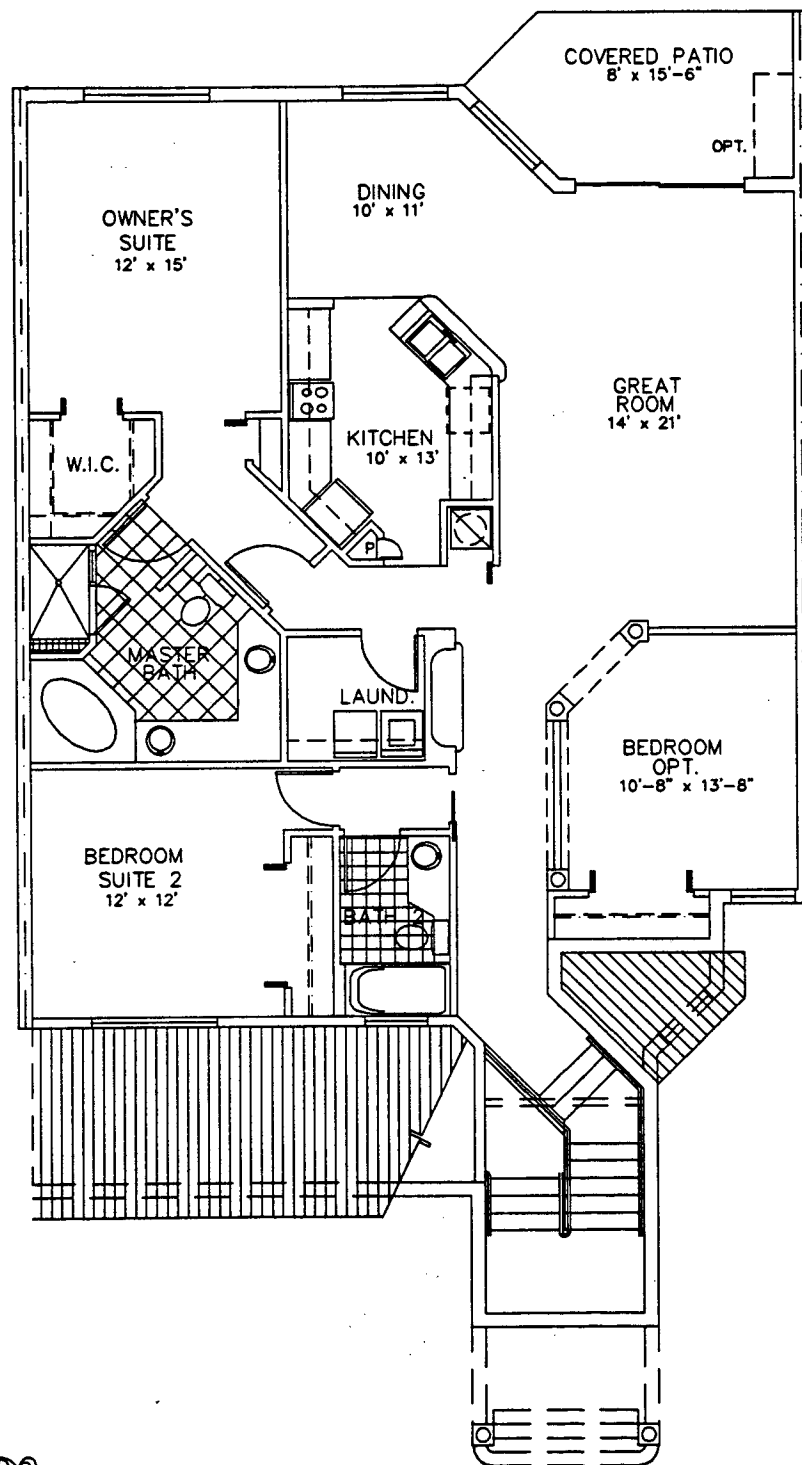 COVERED PATIO
8' x 15'-6"
OPT.
DINING
10' x 11'
OWNER'S
SUITE
12' x 15'
GREAT
ROOM
14' x 21'
KITCHEN
10' x 13'
W.I.C.
P
MASTER
BATH
LAUND.
BEDROOM
OPT.
10'-8" x 13'-8"
BEDROOM
SUITE 2
12' x 12'
BATH 2